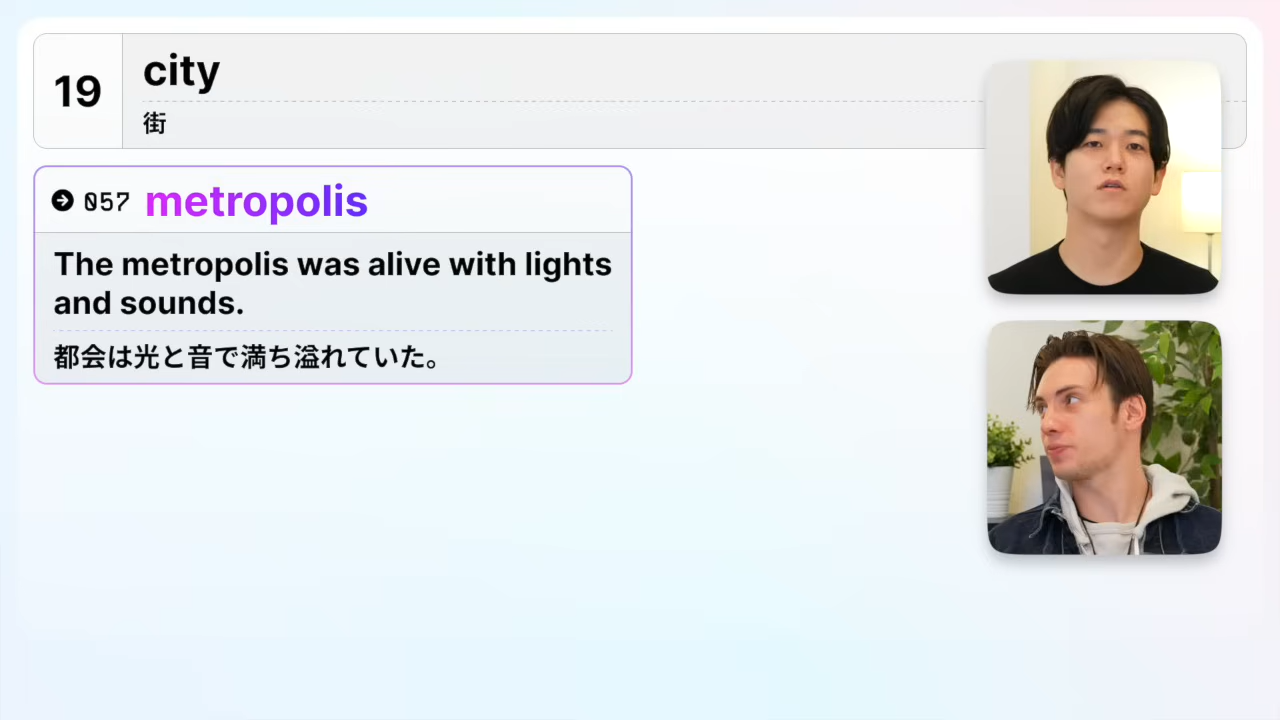 19
city
街
057 metropolis
The metropolis was alive with lights
and sounds.
都会は光と音で満ち溢れていた。